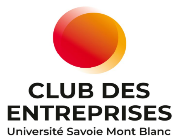 CLUB DES
ENTREPRISES
Université Savoie Mont Blanc